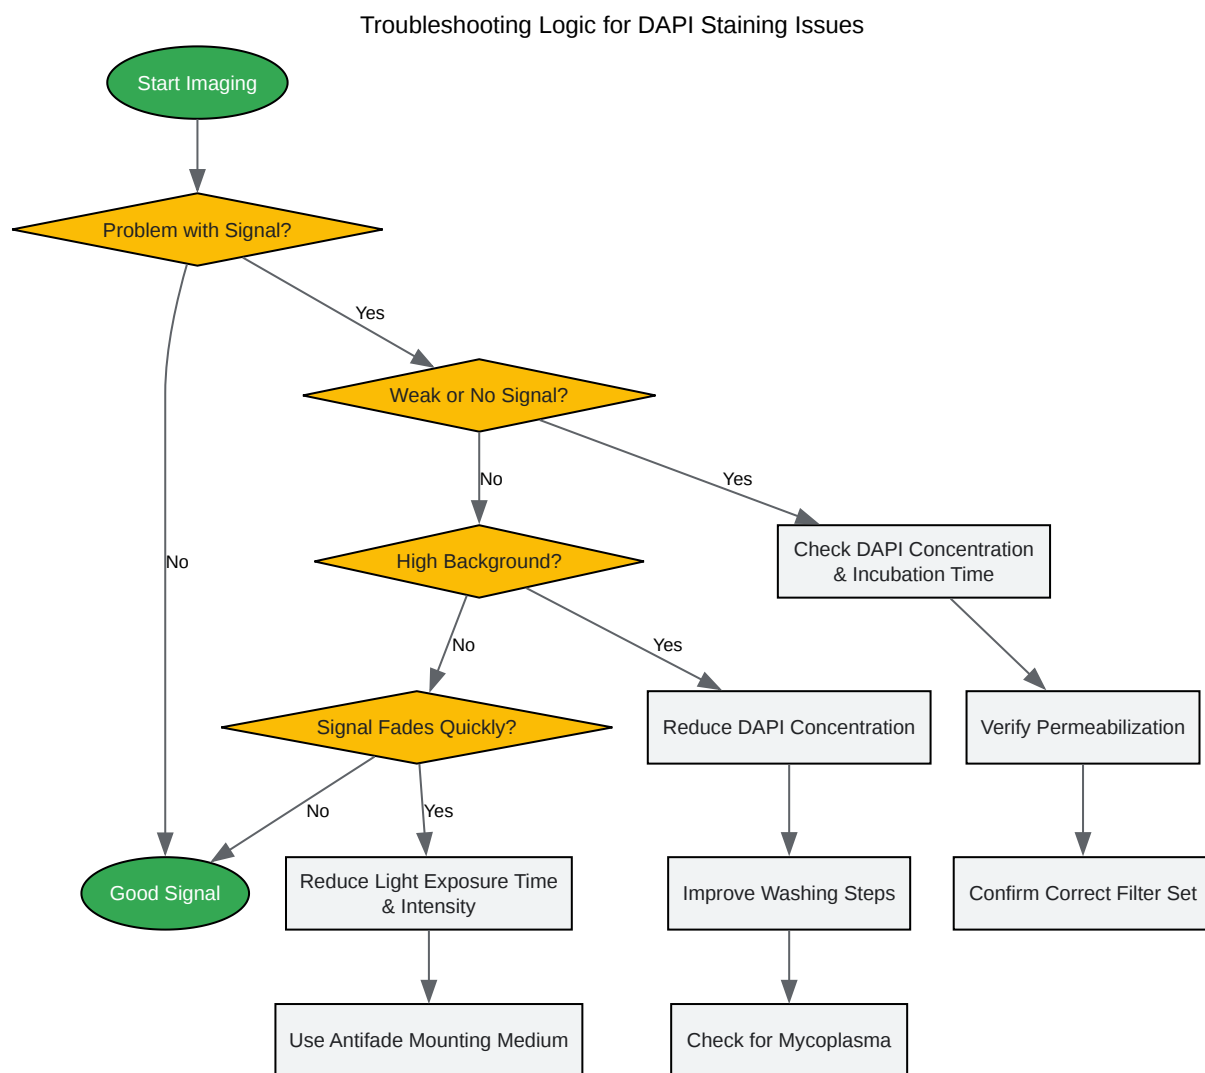 Troubleshooting Logic for DAPI Staining Issues
Start Imaging
Problem with Signal?
Yes
Weak or No Signal?
No
Yes
No
High Background?
Check DAPI Concentration
& Incubation Time
No
Yes
Signal Fades Quickly?
Reduce DAPI Concentration
Verify Permeabilization
No
Yes
Good Signal
Reduce Light Exposure Time
& Intensity
Improve Washing Steps
Confirm Correct Filter Set
Use Antifade Mounting Medium
Check for Mycoplasma